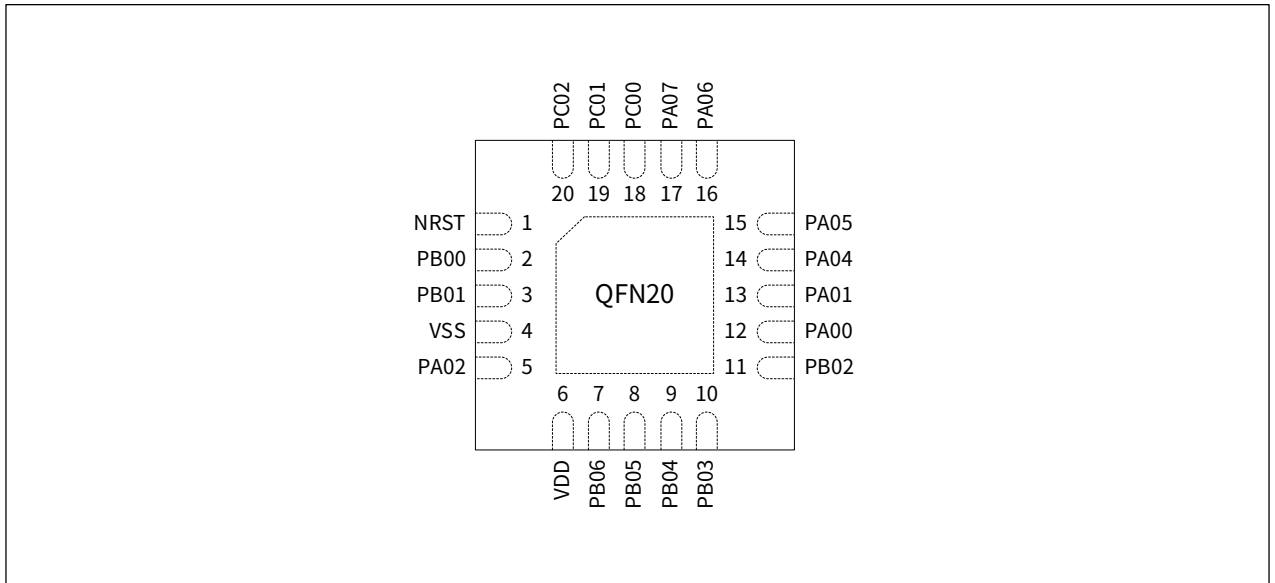 PC02 PC01 PC00 PA07 PA06
20 19 18 17 16
NRST 1 15 PA05
PB00 2 14 PA04
PB01 3 QFN20 13 PA01
VSS 4 12 PA00
PA02 5 11 PB02
6 7 8 9 10
VDD PB06 PB05 PB04 PB03